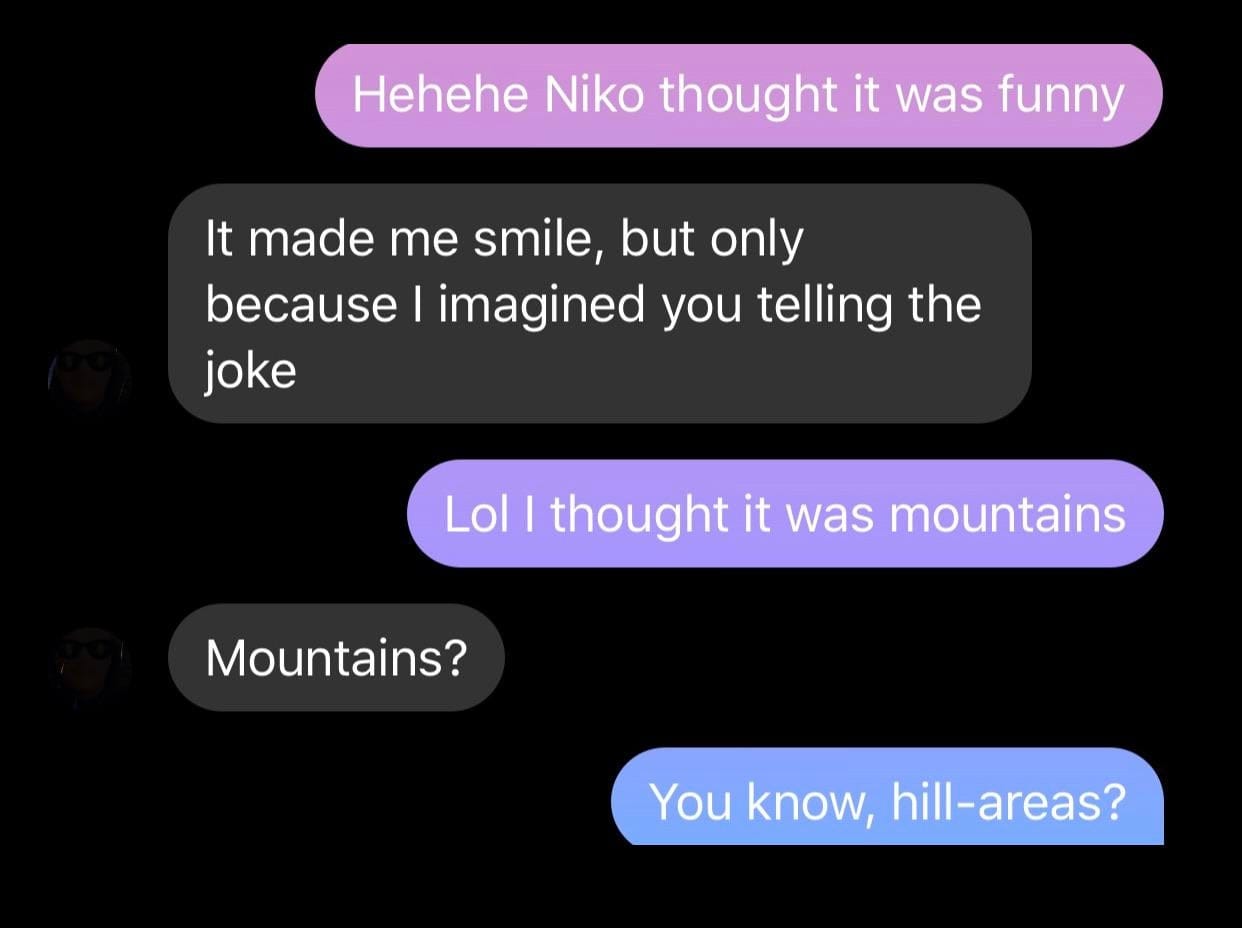 Hehehe Niko thought it was funny
It made me smile, but only
because I imagined you telling the
joke
Lol I thought it was mountains
Mountains?
You know, hill-areas?